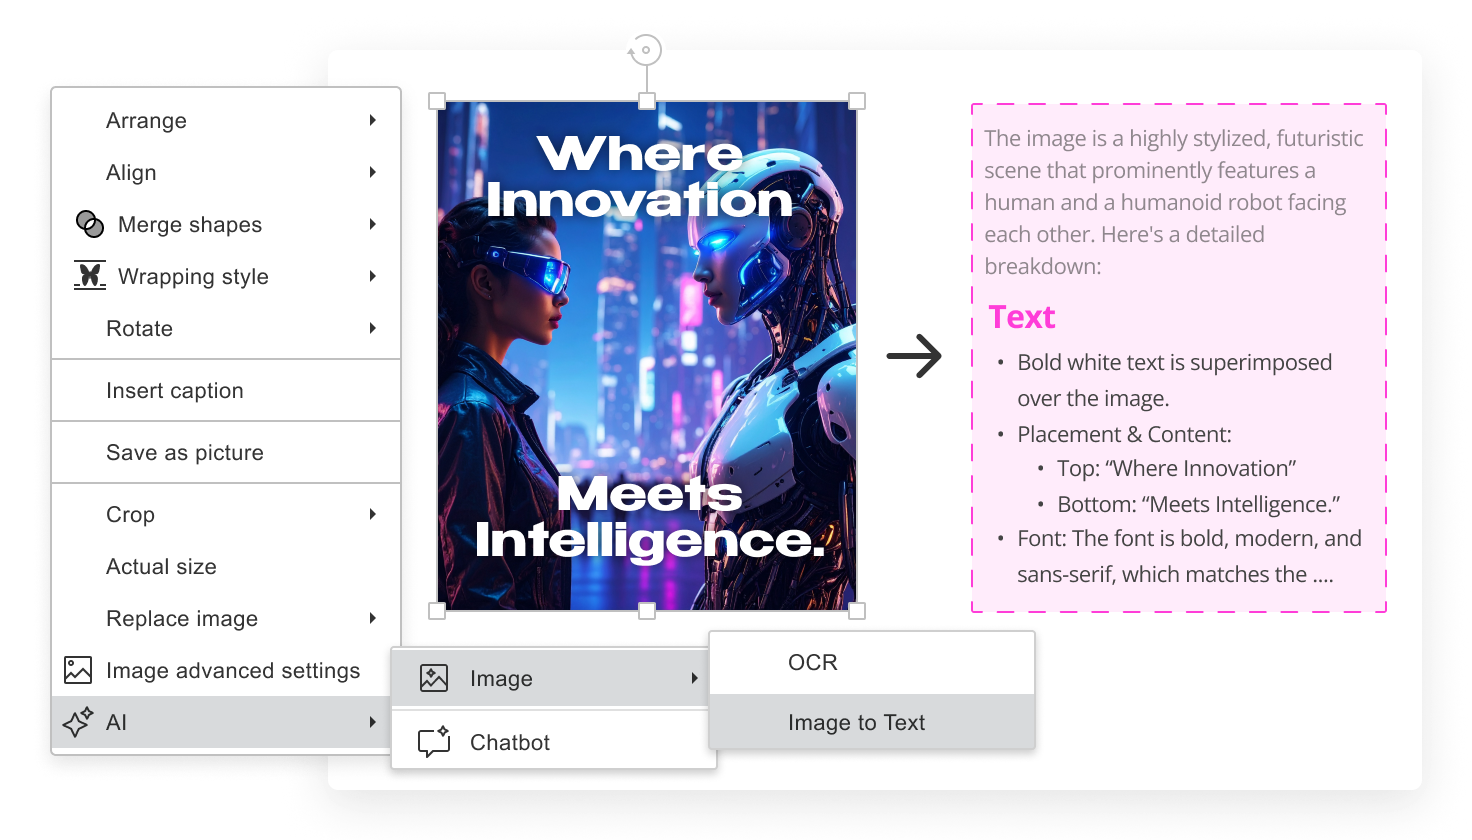 Arrange
Align
Merge shapes
Wrapping style
Rotate
Insert caption
Save as picture
Crop
Actual size
Replace image
Image advanced settings
AI
Image
Chatbot
OCR
Image to Text
Where
Innovation
Meets
Intelligence.
The image is a highly stylized, futuristic
scene that prominently features a
human and a humanoid robot facing
each other. Here's a detailed
breakdown:
Text
• Bold white text is superimposed
over the image.
• Placement & Content:
• Top: “Where Innovation”
• Bottom: “Meets Intelligence.”
• Font: The font is bold, modern, and
sans-serif, which matches the ....